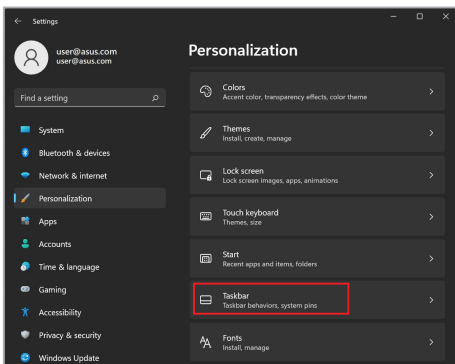 Settings
user@asus.com
user@asus.com
Find a setting
System
Bluetooth & devices
Network & internet
Personalization
Apps
Accounts
Time & language
Gaming
Accessibility
Privacy & security
Windows Update
Personalization
Colors
Accent color, transparency effects, color theme
Themes
Install, create, manage
Lock screen
Lock screen images, apps, animations
Touch keyboard
Themes, size
Start
Recent apps and items, folders
Taskbar
Taskbar behaviors, system pins
Fonts
Install, manage